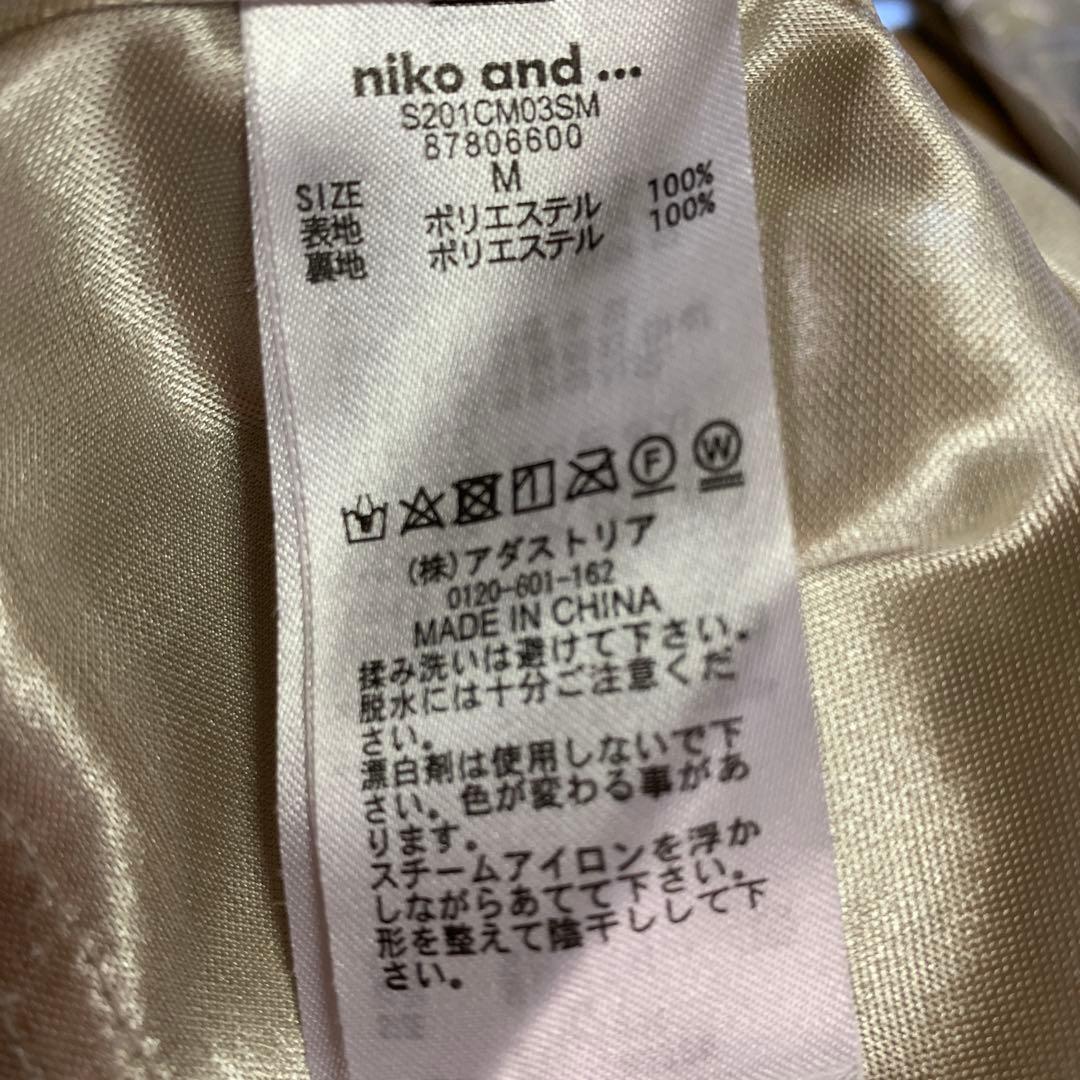 niko and ...
S201CM03SM
87806600
SIZE M
表地 ポリエステル 100%
裏地 ポリエステル 100%
F W
(株)アダストリア
0120-601-162
MADE IN CHINA
揉み洗いは避けて下さい。
脱水には十分ご注意くだ
さい。
漂白剤は使用しないで下
さい。色が変わる事があ
ります。
スチームアイロンを浮か
しながらあてて下さい。
形を整えて陰干しして下
さい。